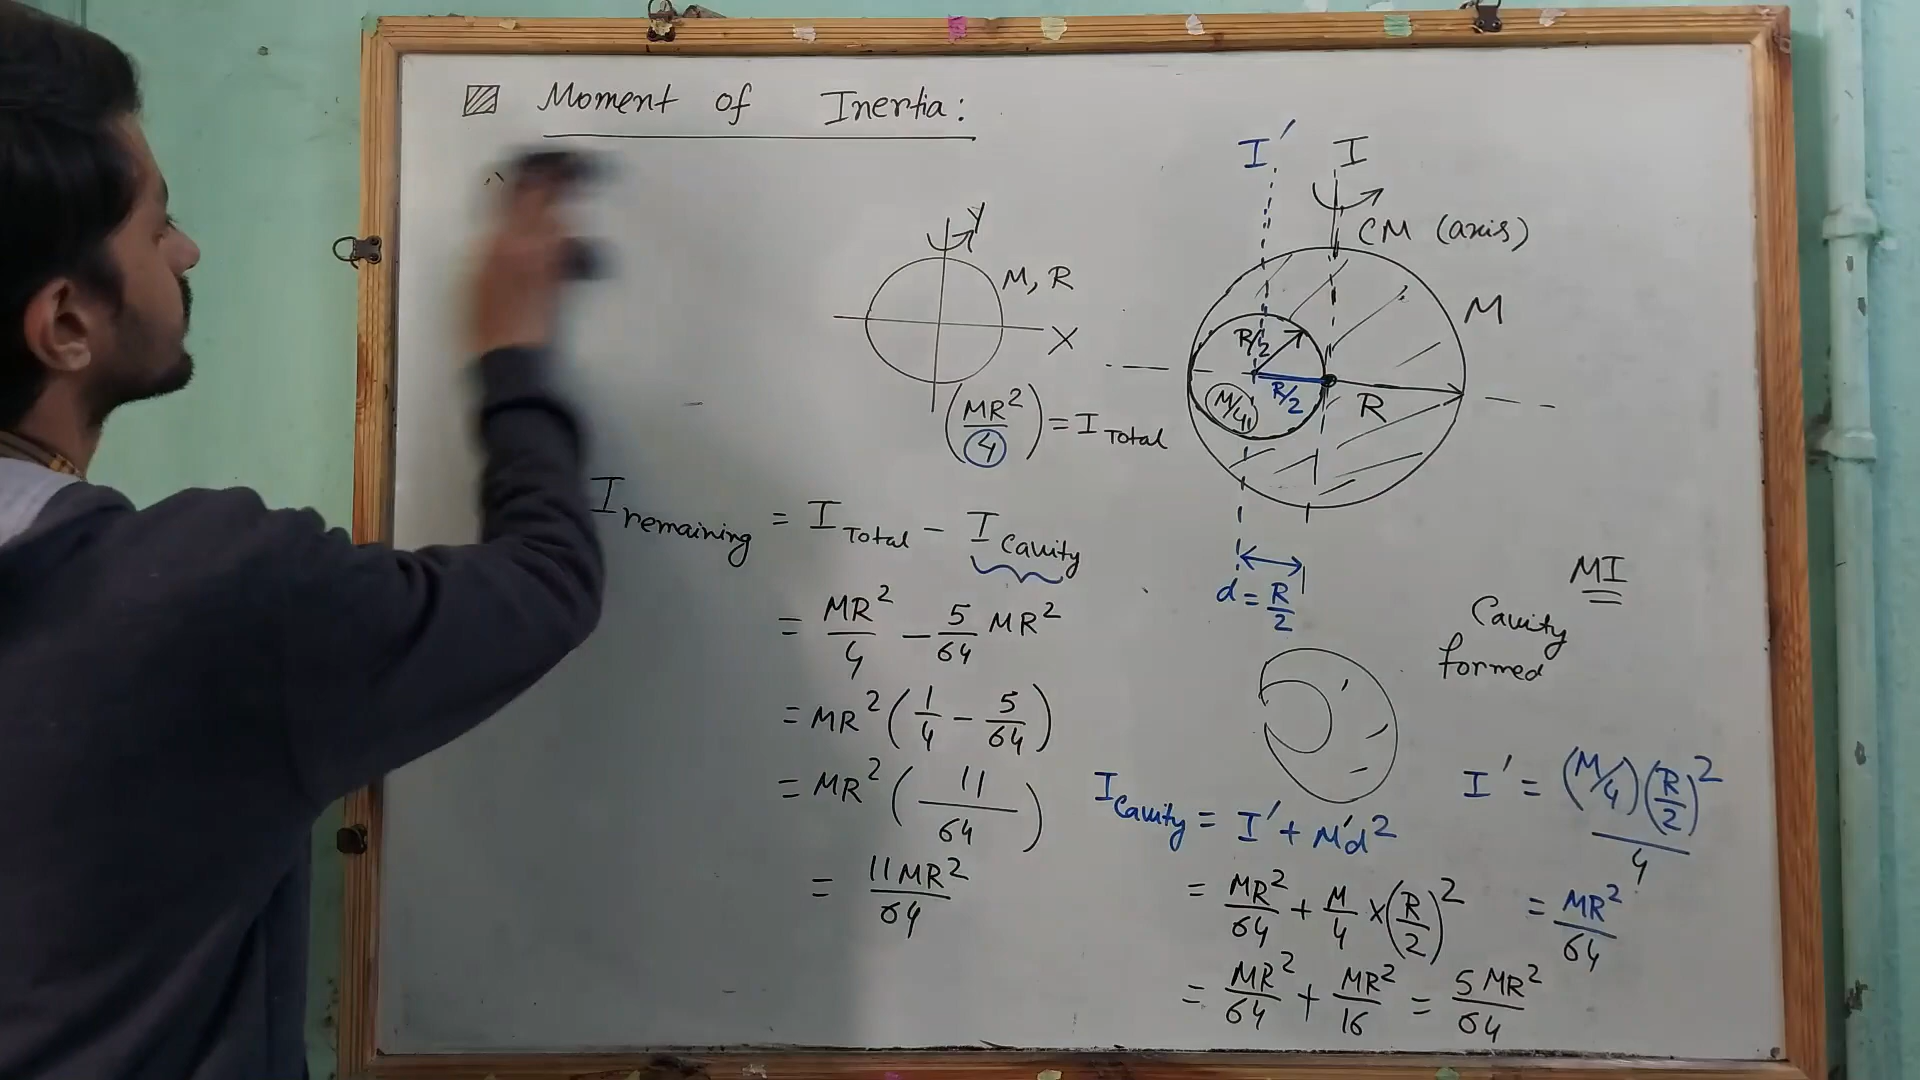 Moment of Inertia:
I' I
CM (axis)
Y
M, R
X
M
R/2
R/2
M/4
R
(MR²/4) = I Total
I remaining = I Total - I Cavity
d = R/2
MI
Cavity
formed
= MR²/4 - 5/64 MR²
= MR² (1/4 - 5/64)
= MR² (11/64)
= 11MR²/64
I' = (M/4)(R/2)²/4
= MR²/64
I Cavity = I' + M'd²
= MR²/64 + M/4 × (R/2)²
= MR²/64 + MR²/16 = 5MR²/64